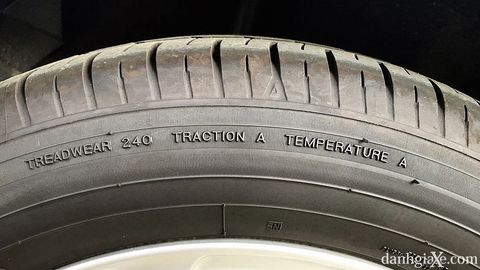 TREADWEAR 240 TRACTION A TEMPERATURE A
danhgiaXe.com